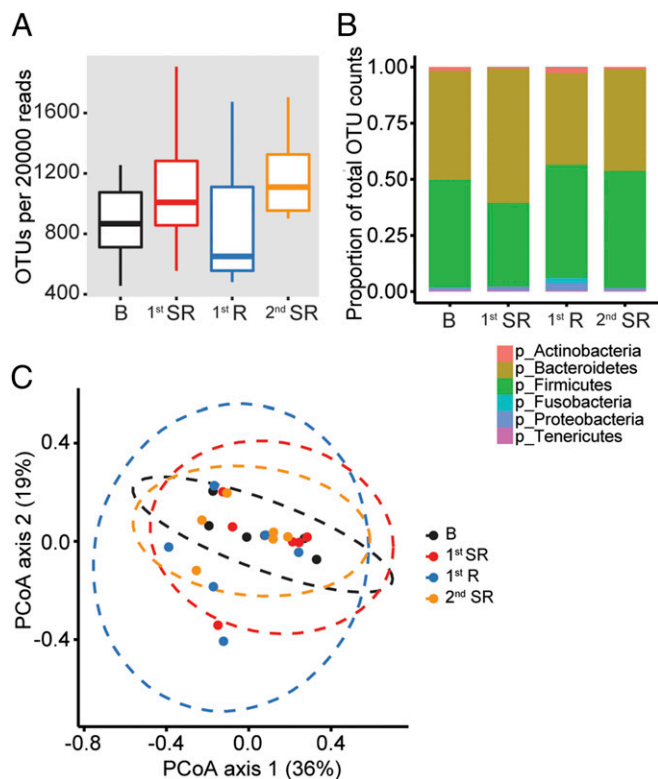 A
OTUs per 20000 reads
1600
1200
800
400
B 1st SR 1st R 2nd SR
B
Proportion of total OTU counts
1.00
0.75
0.50
0.25
0.00
B 1st SR 1st R 2nd SR
p_Actinobacteria
p_Bacteroidetes
p_Firmicutes
p_Fusobacteria
p_Proteobacteria
p_Tenericutes
C
PCoA axis 2 (19%)
0.4
0.0
-0.4
-0.8 -0.4 0.0 0.4
PCoA axis 1 (36%)
B
1st SR
1st R
2nd SR